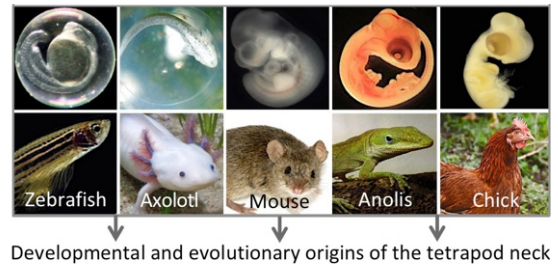 Zebrafish Axolotl Mouse Anolis Chick
Developmental and evolutionary origins of the tetrapod neck